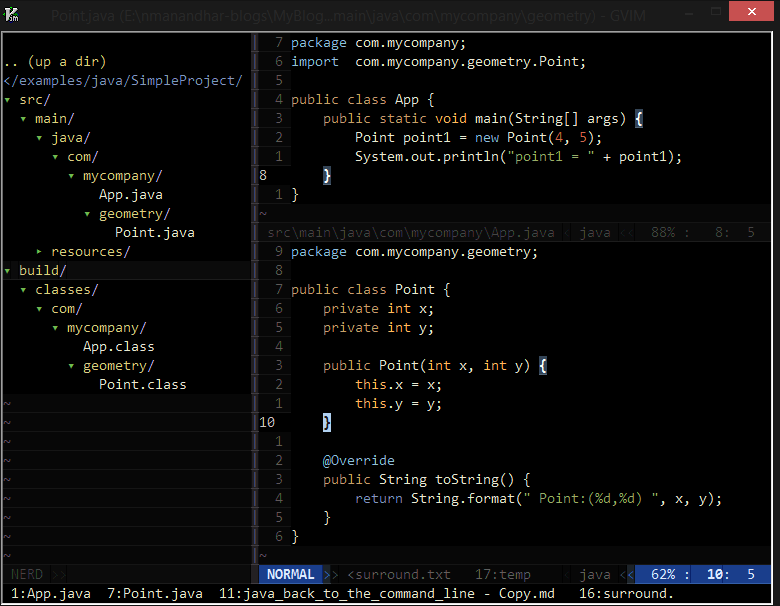 Point.java (E:\nmanandhar-blogs\MyBlog...main\java\com\mycompany\geometry) - GVIM
.. (up a dir)
</examples/java/SimpleProject/
▾ src/
▾ main/
▾ java/
▾ com/
▾ mycompany/
App.java
▾ geometry/
Point.java
▸ resources/
▾ build/
▾ classes/
▾ com/
▾ mycompany/
App.class
▾ geometry/
Point.class
~
~
~
~
~
~
~
~
~
NERD >>
7 package com.mycompany;
6 import  com.mycompany.geometry.Point;
5
4 public class App {
3     public static void main(String[] args) {
2         Point point1 = new Point(4, 5);
1         System.out.println("point1 = " + point1);
8     }
1 }
~
src\main\java\com\mycompany\App.java < java << 88% : 8: 5
9 package com.mycompany.geometry;
8
7 public class Point {
6     private int x;
5     private int y;
4
3     public Point(int x, int y) {
2         this.x = x;
1         this.y = y;
10     }
1
2     @Override
3     public String toString() {
4         return String.format(" Point:(%d,%d) ", x, y);
5     }
6 }
~
NORMAL >> <surround.txt 17:temp < java << 62% : 10: 5
1:App.java  7:Point.java  11:java_back_to_the_command_line - Copy.md   16:surround.